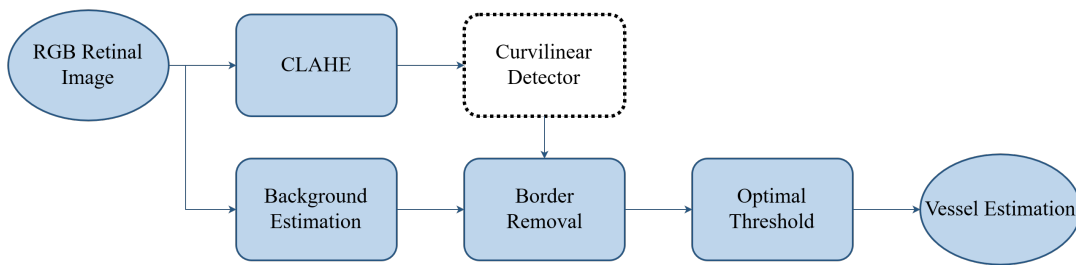 RGB Retinal
Image
CLAHE
Curvilinear
Detector
Background
Estimation
Border
Removal
Optimal
Threshold
Vessel Estimation